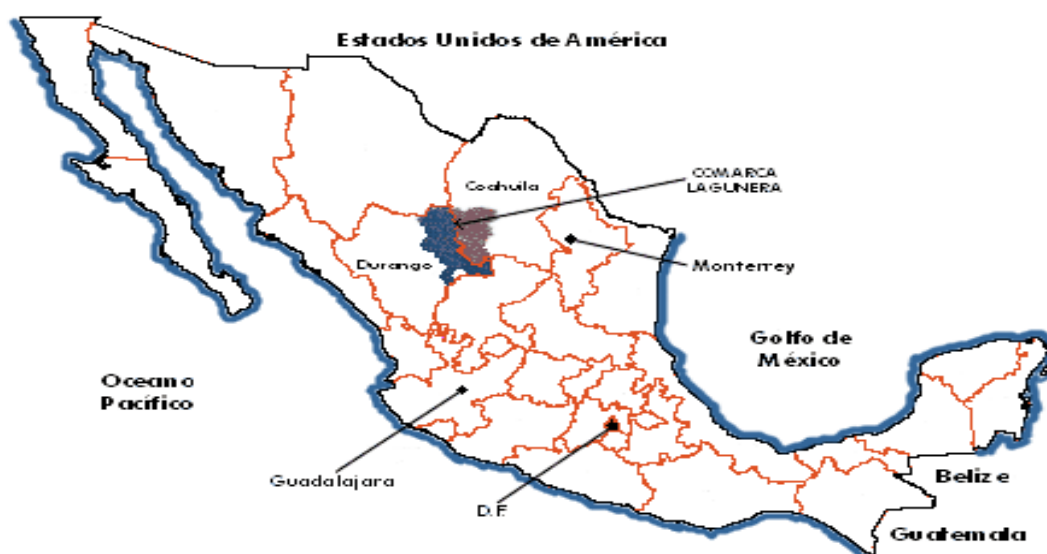 Estados Unidos de América
COMARCA
LAGUNERA
Coahuila
Durango
Monterrey
Golfo de
México
Oceano
Pacífico
Guadalajara
D.F.
Belize
Guatemala